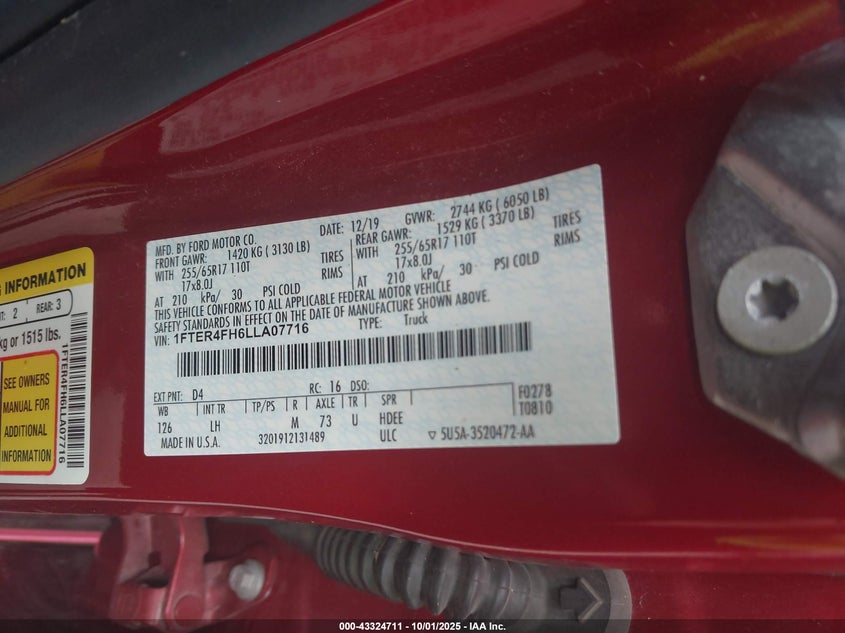 G INFORMATION
NT: 2 REAR: 3
kg or 1515 lbs.
SEE OWNERS
MANUAL FOR
ADDITIONAL
INFORMATION
1FTER4FH6LLA07716
MFD. BY FORD MOTOR CO.
DATE: 12/19 GVWR: 2744 KG ( 6050 LB)
FRONT GAWR: 1420 KG ( 3130 LB) REAR GAWR: 1529 KG ( 3370 LB)
WITH 255/65R17 110T TIRES WITH 255/65R17 110T TIRES
17x8.0J RIMS 17x8.0J RIMS
AT 210 kPa/ 30 PSI COLD AT 210 kPa/ 30 PSI COLD
THIS VEHICLE CONFORMS TO ALL APPLICABLE FEDERAL MOTOR VEHICLE
SAFETY STANDARDS IN EFFECT ON THE DATE OF MANUFACTURE SHOWN ABOVE.
VIN: 1FTER4FH6LLA07716 TYPE: Truck
EXT PNT: D4 RC: 16 DSO: F0278
WB INT TR TP/PS R AXLE TR SPR T0810
126 LH M 73 U HDEE
MADE IN U.S.A. 3201912131489 ULC ▽ 5U5A-3520472-AA
000-43324711 - 10/01/2025 - IAA Inc.